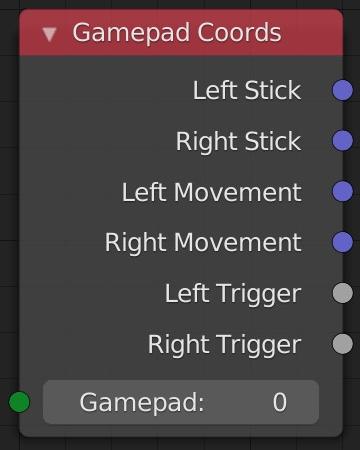 Gamepad Coords
Left Stick
Right Stick
Left Movement
Right Movement
Left Trigger
Right Trigger
Gamepad: 0